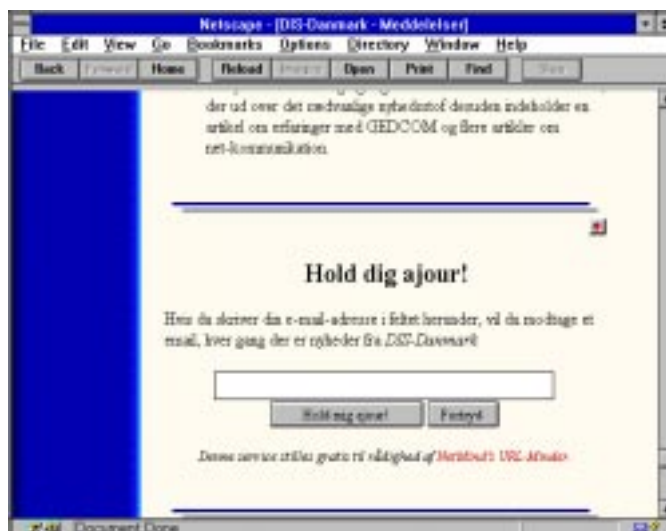 Netscape - [DIS-Danmark - Meddelelser]
File Edit View Go Bookmarks Options Directory Window Help
Back Forward Home Reload Images Open Print Find Stop
der ud over det nødvanlige nyhedsstof desuden indeholder en
artikel om erfaringer med GEDCOM og flere artikler om
net-kommunikation.
Hold dig ajour!
Hvis du skriver din e-mail-adresse i feltet herunder, vil du modtage et
email, hver gang der er nyheder fra DIS-Danmark
Hold mig ajour! Fortryd
Denne service stilles gratis til rådighed af NetMind's URL-Minder
Document Done